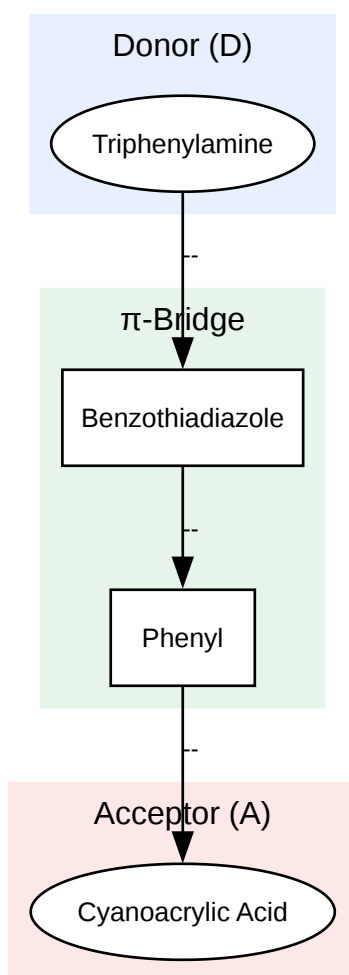 Donor (D)
Triphenylamine
--
π-Bridge
Benzothiadiazole
--
Phenyl
--
Acceptor (A)
Cyanoacrylic Acid